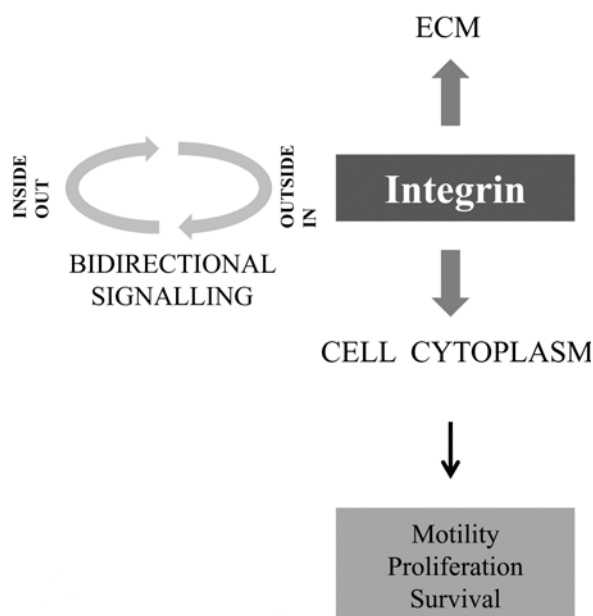 ECM
Integrin
INSIDE
OUT
OUTSIDE
IN
BIDIRECTIONAL
SIGNALLING
CELL CYTOPLASM
Motility
Proliferation
Survival